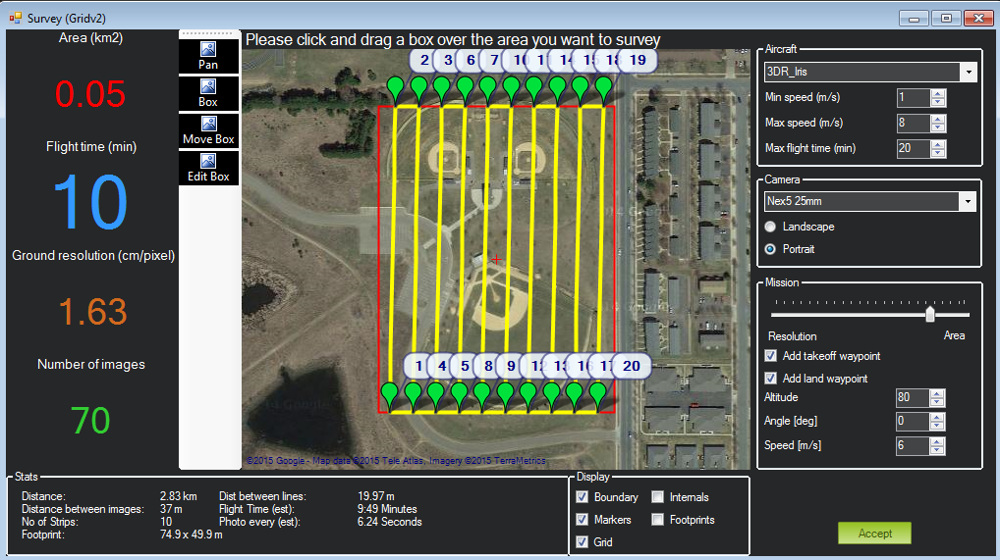 Survey (Gridv2)
Area (km2)
0.05
Flight time (min)
10
Ground resolution (cm/pixel)
1.63
Number of images
70
Pan
Box
Move Box
Edit Box
Please click and drag a box over the area you want to survey
2 3 6 7 10 11 14 15 18 19
1 4 5 8 9 12 13 16 17 20
©2015 Google - Map data ©2015 Tele Atlas, Imagery ©2015 TerraMetrics
Aircraft
3DR_Iris
Min speed (m/s) 1
Max speed (m/s) 8
Max flight time (min) 20
Camera
Nex5 25mm
Landscape
Portrait
Mission
Resolution Area
Add takeoff waypoint
Add land waypoint
Altitude 80
Angle [deg] 0
Speed [m/s] 6
Stats
Distance: 2.83 km Dist between lines: 19.97 m
Distance between images: 37 m Flight Time (est): 9:49 Minutes
No of Strips: 10 Photo every (est): 6.24 Seconds
Footprint: 74.9 x 49.9 m
Display
Boundary Internals
Markers Footprints
Grid
Accept